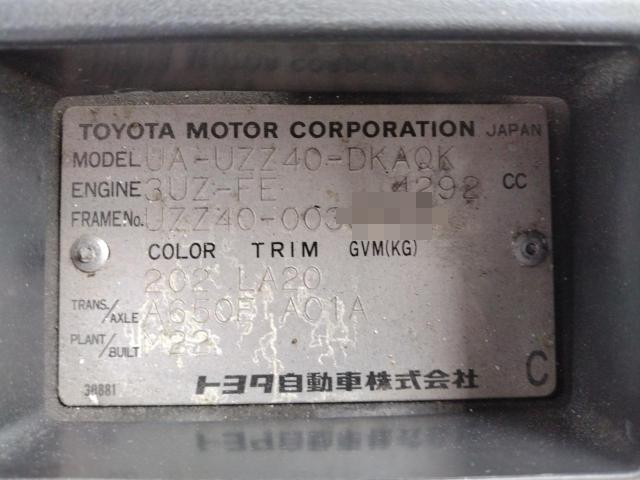 TOYOTA MOTOR CORPORATION JAPAN
MODEL UA-UZZ40-DKAQK
ENGINE 3UZ-FE 4292 CC
FRAME No. UZZ40-003
COLOR TRIM GVM(KG)
202 LA20
TRANS./AXLE A650E A01A
PLANT/BUILT 22
トヨタ自動車株式会社 C
30881